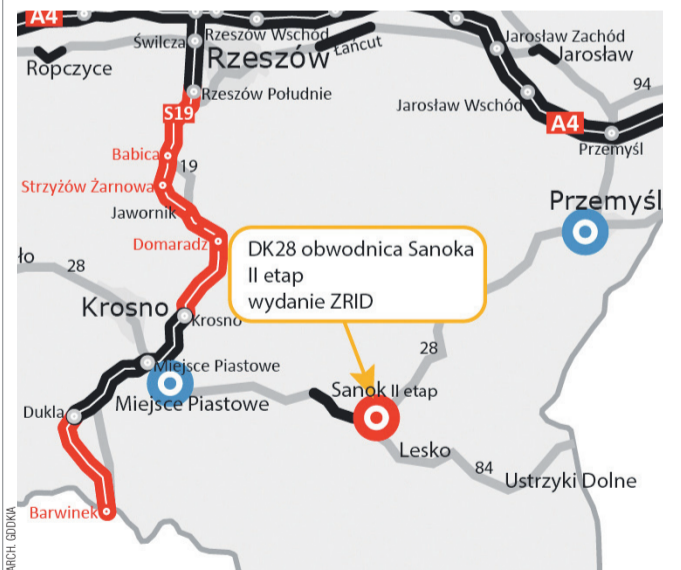 A4
Świlcza
Rzeszów Wschód
Łańcut
Jarosław Zachód
Jarosław
Ropczyce
Rzeszów
94
Rzeszów Południe
Jarosław Wschód
S19
A4
Babica
Przemyśl
19
Strzyżów Żarnowa
Jawornik
Przemyśl
Domaradz
DK28 obwodnica Sanoka
II etap
wydanie ZRID
ło
28
Krosno
Krosno
28
Miejsce Piastowe
Sanok II etap
Miejsce Piastowe
Dukla
Lesko
84
Ustrzyki Dolne
Barwinek
ARCH. GDDKIA